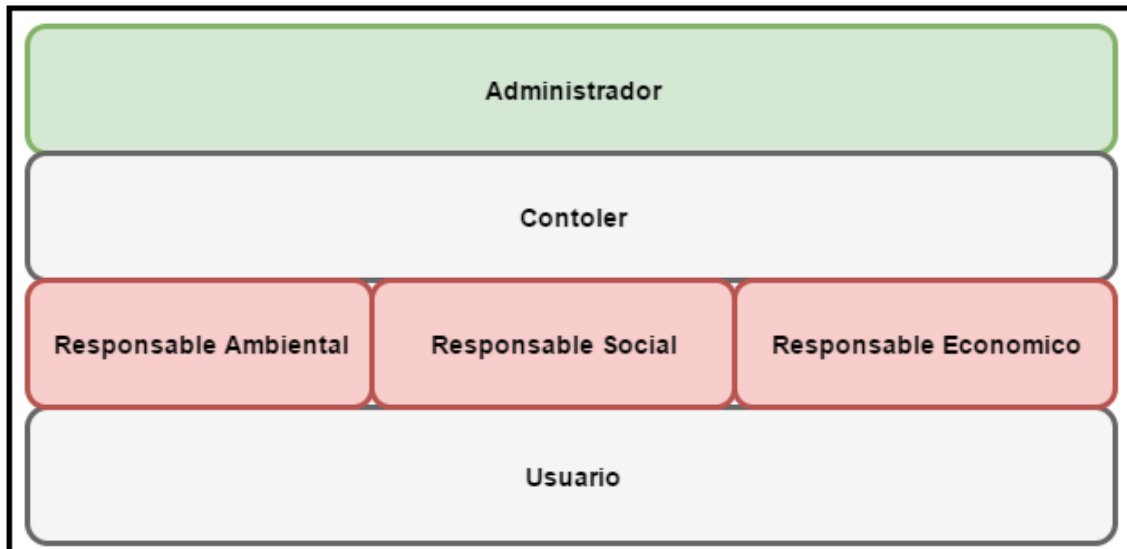 Administrador
Contoler
Responsable Ambiental
Responsable Social
Responsable Economico
Usuario